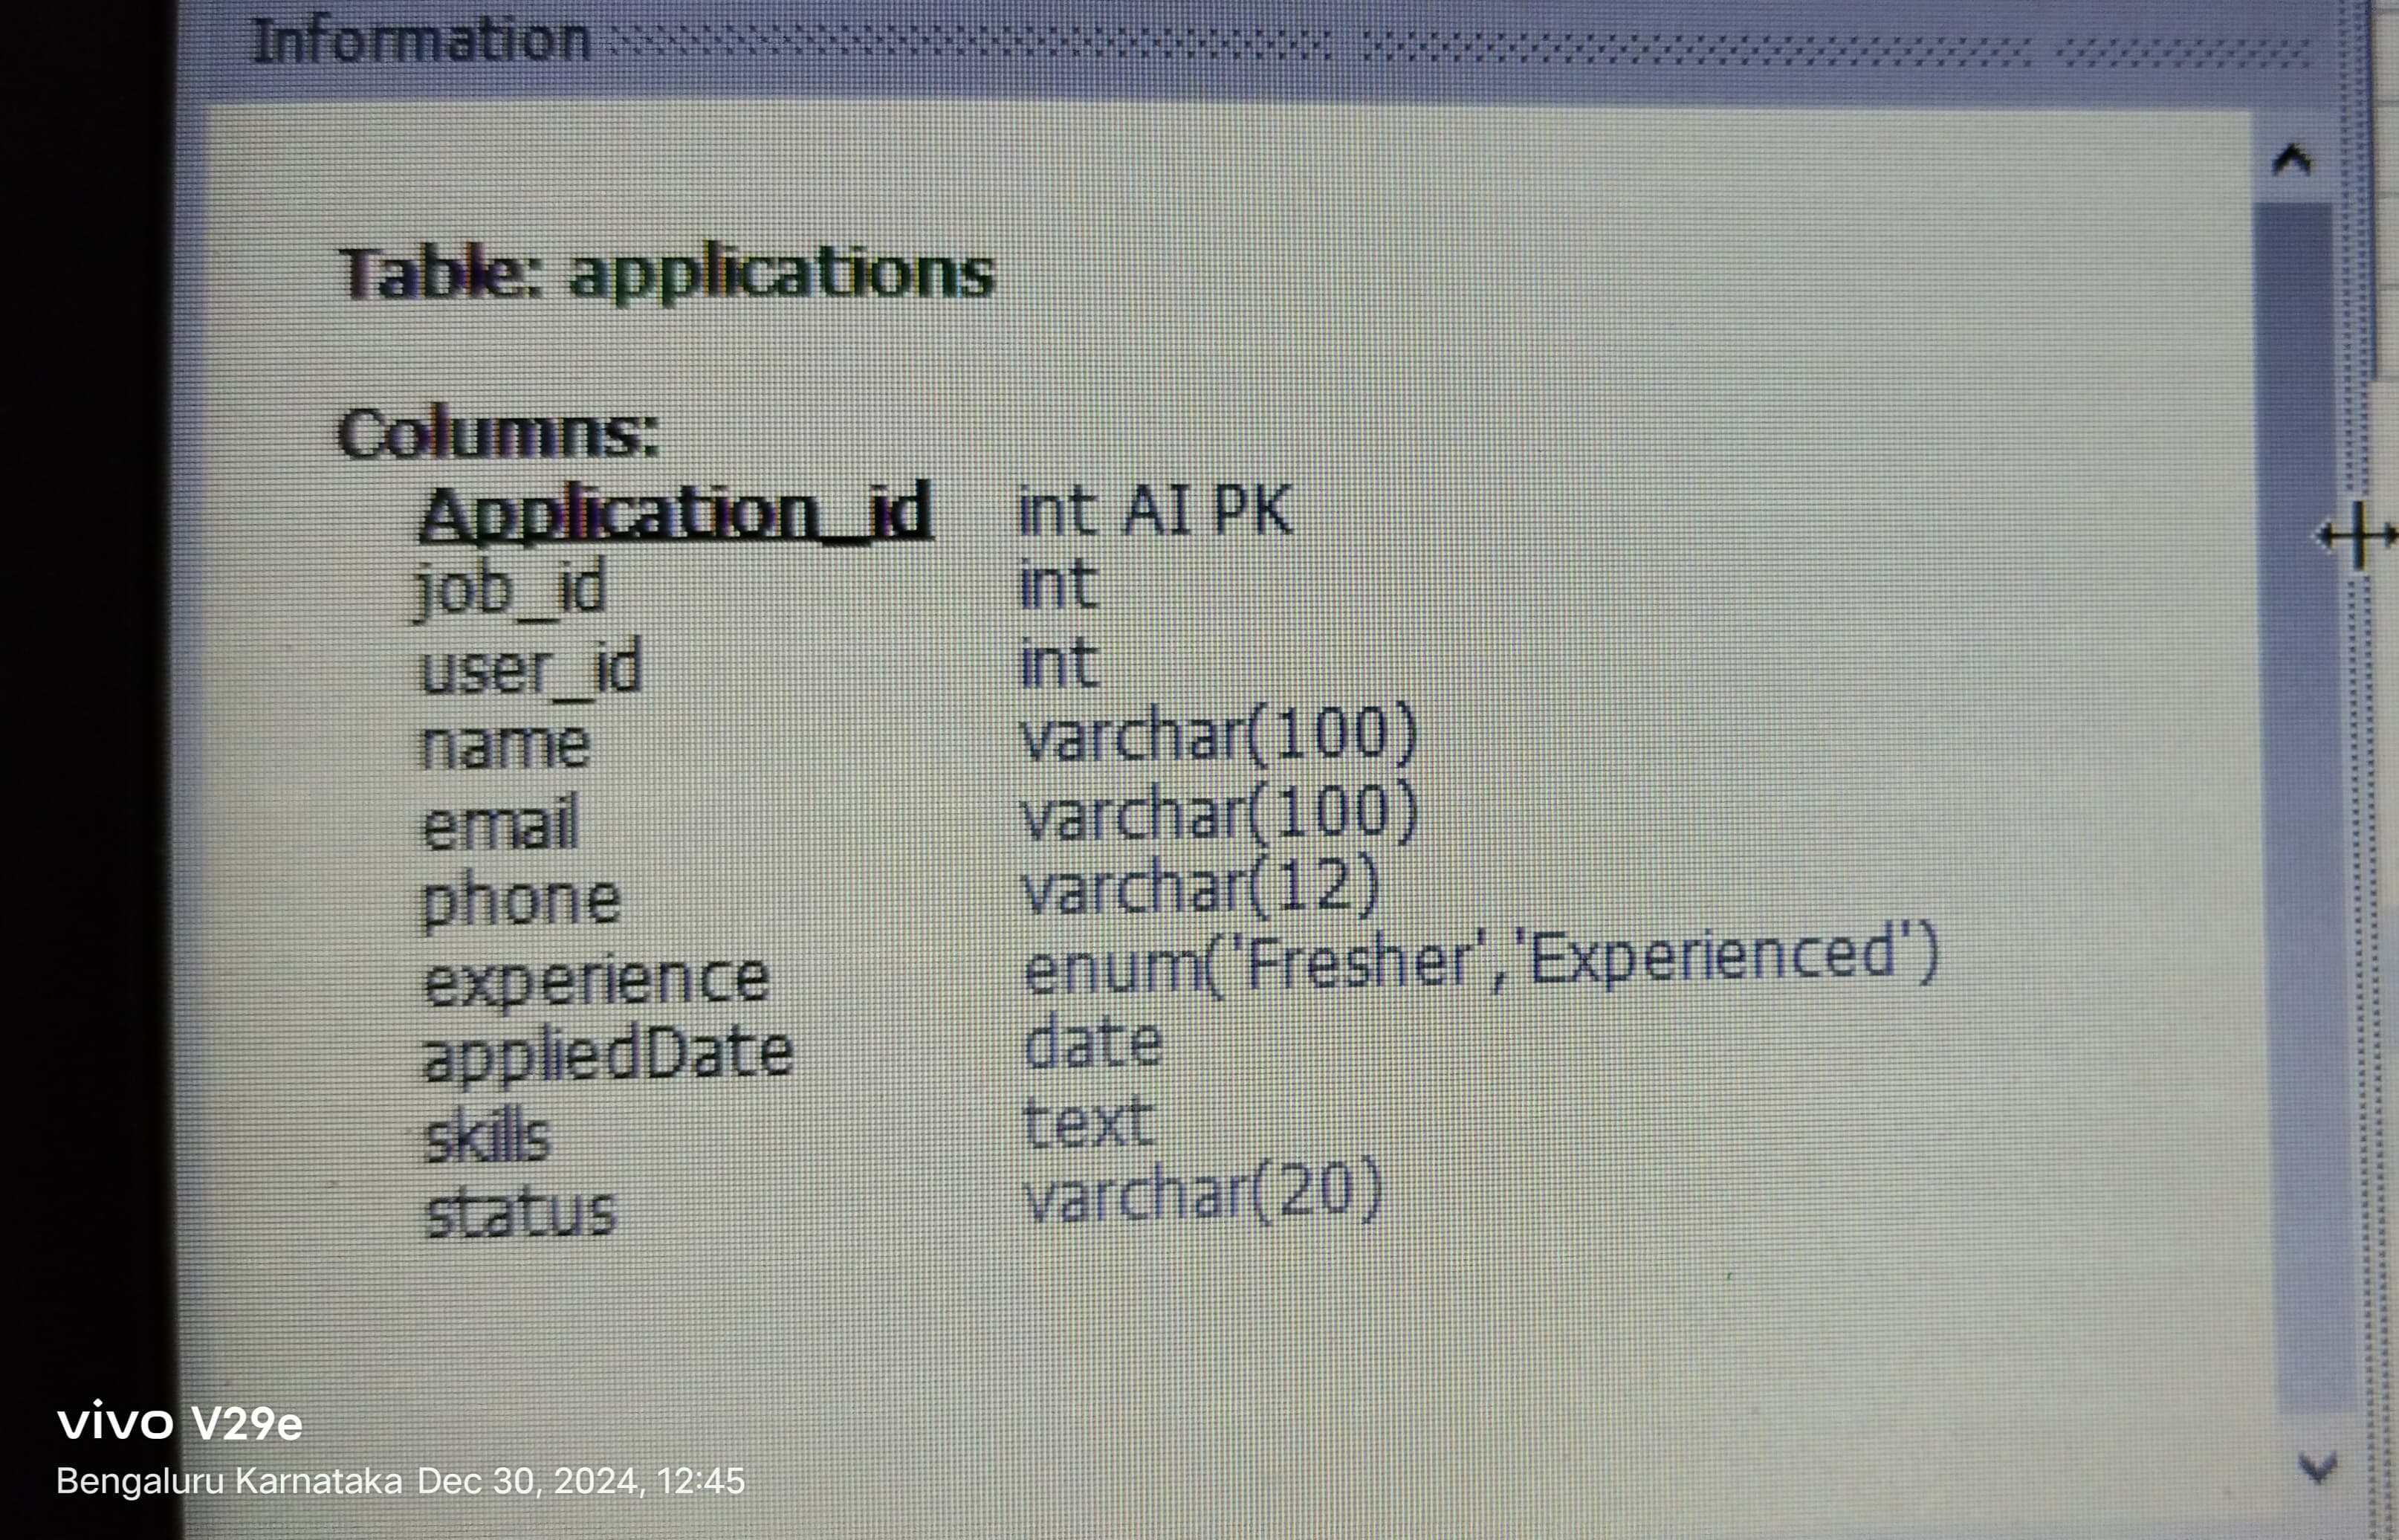 Information
Table: applications
Columns:
Application_id int AI PK
job_id int
user_id int
name varchar(100)
email varchar(100)
phone varchar(12)
experience enum('Fresher','Experienced')
appliedDate date
skills text
status varchar(20)
vivo V29e
Bengaluru Karnataka Dec 30, 2024, 12:45